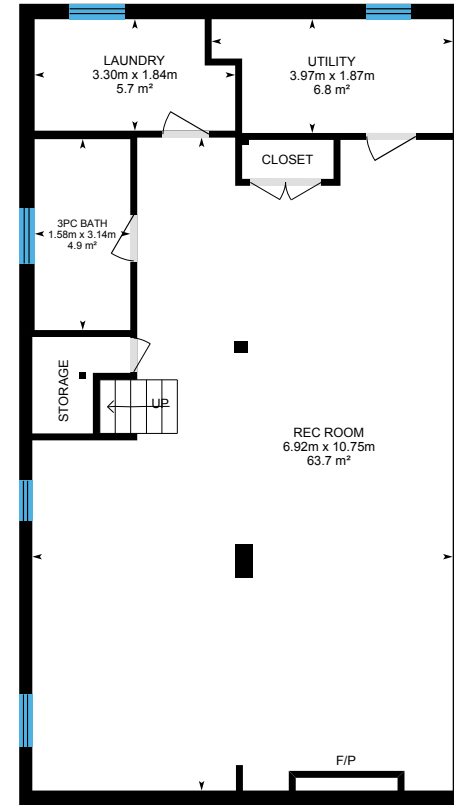 LAUNDRY
3.30m x 1.84m
5.7 m²
UTILITY
3.97m x 1.87m
6.8 m²
CLOSET
3PC BATH
1.58m x 3.14m
4.9 m²
STORAGE
UP
REC ROOM
6.92m x 10.75m
63.7 m²
F/P